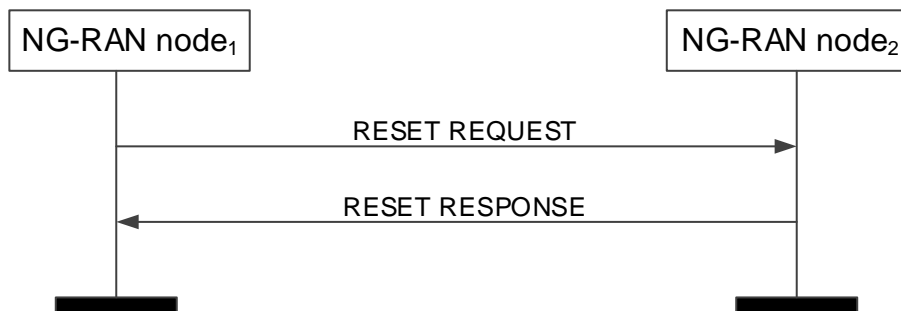 NG-RAN node₁
NG-RAN node₂
RESET REQUEST
RESET RESPONSE